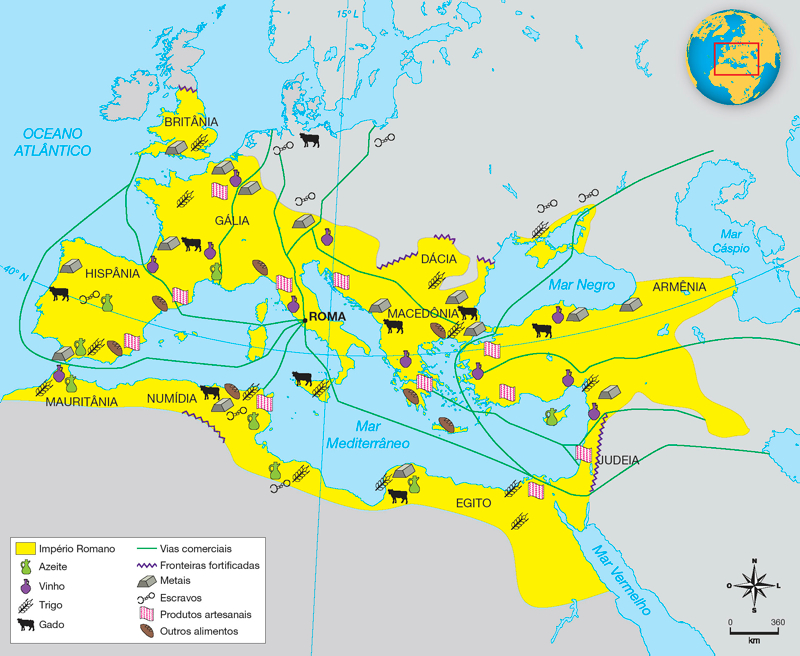 15º L
OCEANO
ATLÂNTICO
BRITÂNIA
GÁLIA
Mar
Cáspio
DÁCIA
Mar Negro
ARMÊNIA
40º N
HISPÂNIA
MACEDÔNIA
ROMA
MAURITÂNIA
NUMÍDIA
Mar
Mediterrâneo
JUDEIA
EGITO
Mar Vermelho
Império Romano
Azeite
Vinho
Trigo
Gado
Vias comerciais
Fronteiras fortificadas
Metais
Escravos
Produtos artesanais
Outros alimentos
N
O
L
S
0
360
km